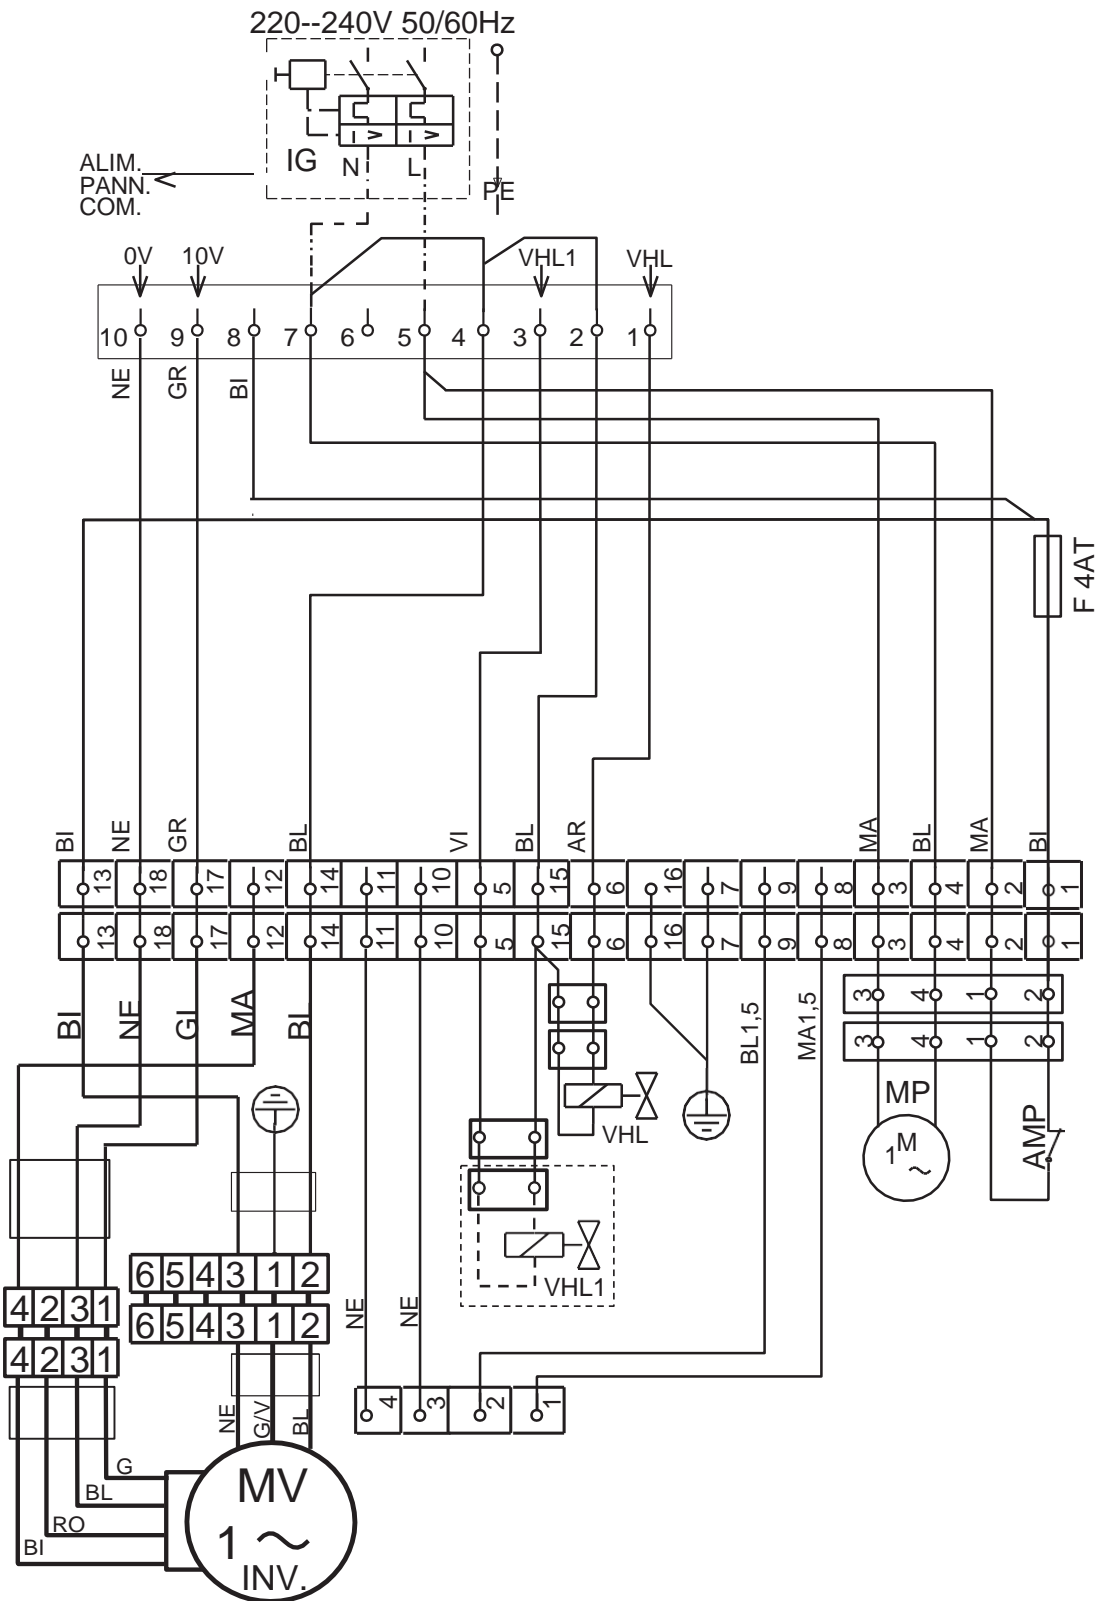 220--240V 50/60Hz
IG N L
PE
ALIM.
PANN.
COM.
0V 10V VHL1 VHL
10 9 8 7 6 5 4 3 2 1
NE GR BI
F 4AT
BI NE GR BL VI BL AR MA BL MA BI
13 18 17 12 14 11 10 5 15 6 16 7 9 8 3 4 2 1
13 18 17 12 14 11 10 5 15 6 16 7 9 8 3 4 2 1
BI NE GI MA BL BL1,5 MA1,5
3 4 1 2
3 4 1 2
VHL
MP
1 M ~
AMP
VHL1
6 5 4 3 1 2
6 5 4 3 1 2
4 2 3 1
4 2 3 1
NE NE
4 3 2 1
NE G/V BL
G
BL
RO
BI
MV
1 ~
INV.